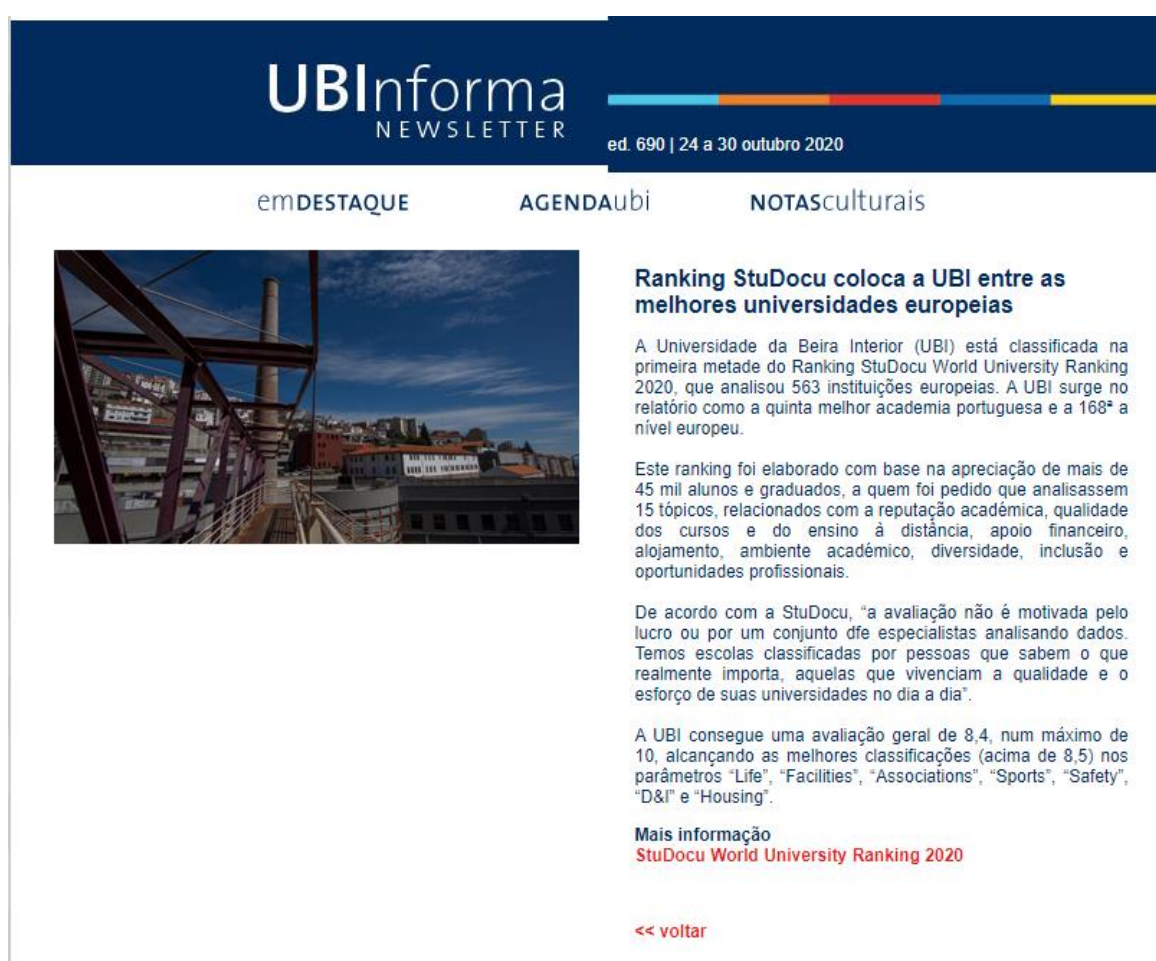 UBInforma
NEWSLETTER
ed. 690 | 24 a 30 outubro 2020
emDESTAQUE AGENDAubi NOTASculturais
Ranking StuDocu coloca a UBI entre as
melhores universidades europeias
A Universidade da Beira Interior (UBI) está classificada na
primeira metade do Ranking StuDocu World University Ranking
2020, que analisou 563 instituições europeias. A UBI surge no
relatório como a quinta melhor academia portuguesa e a 168ª a
nível europeu.
Este ranking foi elaborado com base na apreciação de mais de
45 mil alunos e graduados, a quem foi pedido que analisassem
15 tópicos, relacionados com a reputação académica, qualidade
dos cursos e do ensino à distância, apoio financeiro,
alojamento, ambiente académico, diversidade, inclusão e
oportunidades profissionais.
De acordo com a StuDocu, “a avaliação não é motivada pelo
lucro ou por um conjunto dfe especialistas analisando dados.
Temos escolas classificadas por pessoas que sabem o que
realmente importa, aquelas que vivenciam a qualidade e o
esforço de suas universidades no dia a dia”.
A UBI consegue uma avaliação geral de 8,4, num máximo de
10, alcançando as melhores classificações (acima de 8,5) nos
parâmetros “Life”, “Facilities”, “Associations”, “Sports”, “Safety”,
“D&I” e “Housing”.
Mais informação
StuDocu World University Ranking 2020
<< voltar